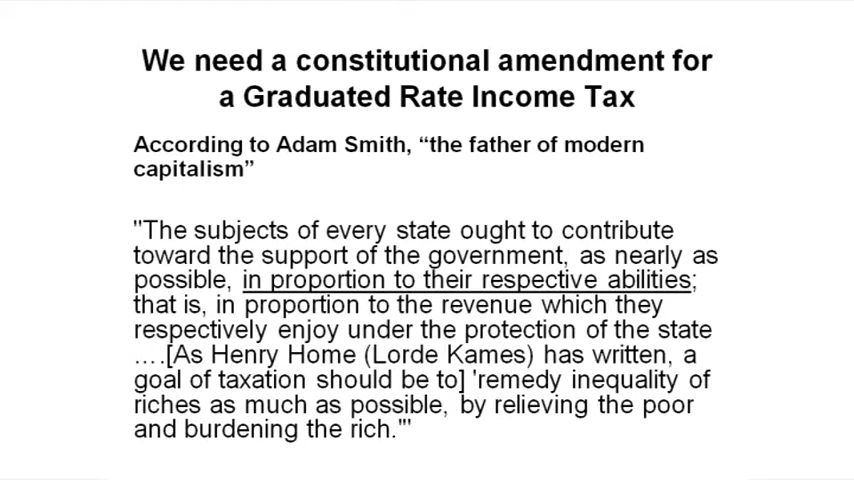 We need a constitutional amendment for
a Graduated Rate Income Tax
According to Adam Smith, “the father of modern
capitalism”
"The subjects of every state ought to contribute
toward the support of the government, as nearly as
possible, in proportion to their respective abilities;
that is, in proportion to the revenue which they
respectively enjoy under the protection of the state
….[As Henry Home (Lorde Kames) has written, a
goal of taxation should be to] 'remedy inequality of
riches as much as possible, by relieving the poor
and burdening the rich.'"